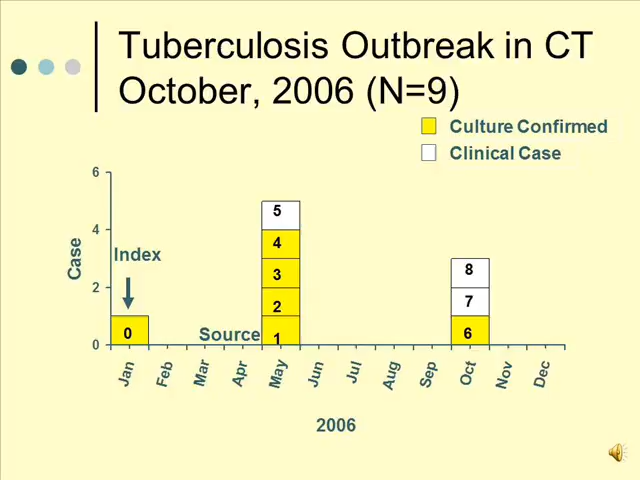 Tuberculosis Outbreak in CT
October, 2006 (N=9)
Culture Confirmed
Clinical Case
6
4
2
0
Case
Index
Source
0
5
4
3
2
1
8
7
6
Jan
Feb
Mar
Apr
May
Jun
Jul
Aug
Sep
Oct
Nov
Dec
2006